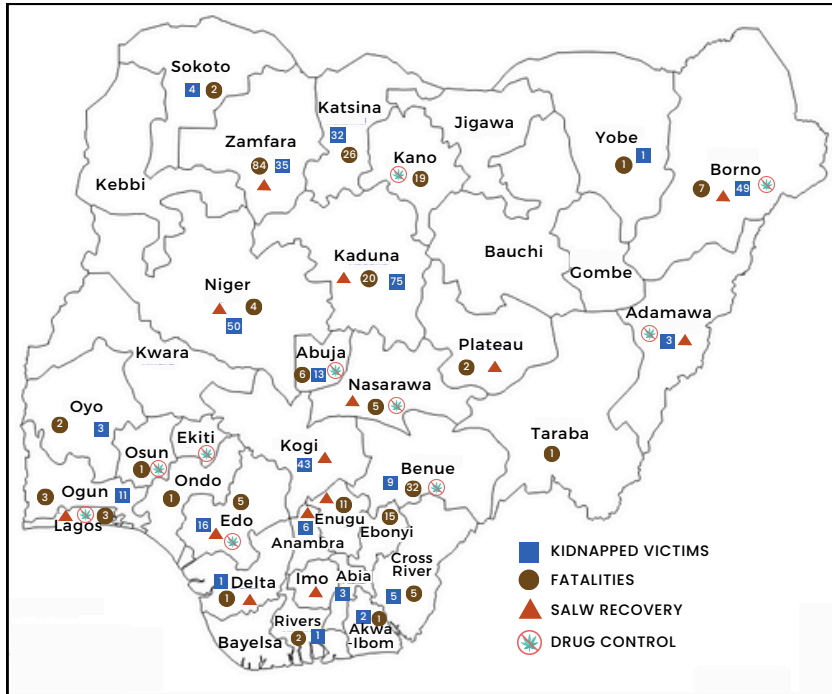 Sokoto
4 2
Katsina
32
26
Jigawa
Zamfara
84 35
Kano
19
Yobe
1 1
Borno
7 49
Kebbi
Kaduna
20 75
Bauchi
Gombe
Niger
4
50
Adamawa
3
Kwara
Abuja
6 13
Plateau
2
Nasarawa
5
Oyo
2 3
Osun
1
Ekiti
Kogi
43
Benue
9 32
Taraba
1
Ogun
3 11
Ondo
1
Lagos
3
5
Edo
16
Enugu
11
Anambra
6
Ebonyi
15
Cross
River
5 5
Delta
1
1
Imo
Abia
3
Rivers
2 1
Bayelsa
Akwa
-Ibom
2 1
KIDNAPPED VICTIMS
FATALITIES
SALW RECOVERY
DRUG CONTROL